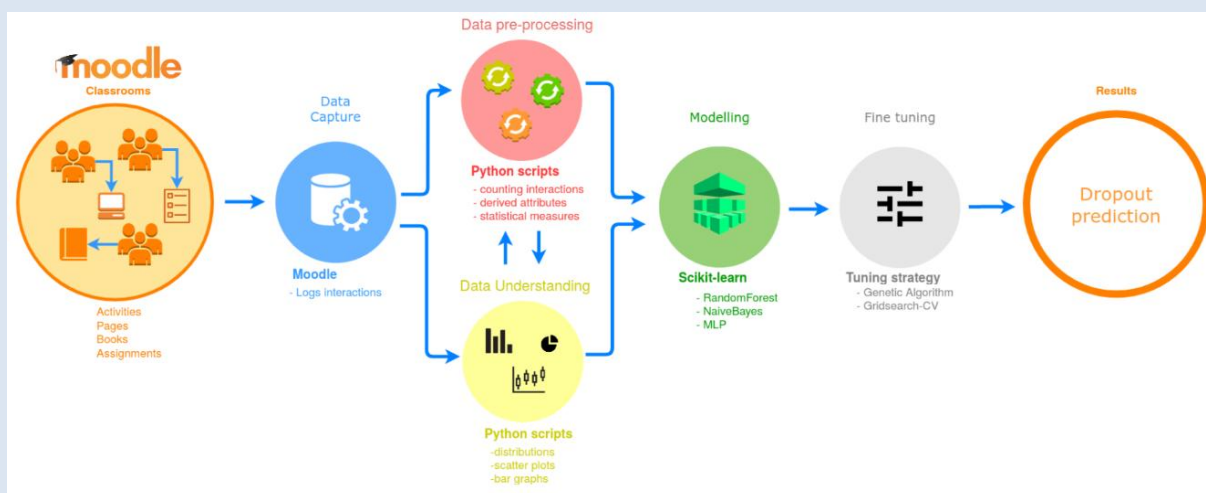 moodle
Classrooms
Activities
Pages
Books
Assignments
Data
Capture
Moodle
- Logs interactions
Data pre-processing
Python scripts
- counting interactions
- derived attributes
- statistical measures
Data Understanding
Python scripts
-distributions
-scatter plots
-bar graphs
Modelling
Scikit-learn
- RandomForest
- NaiveBayes
- MLP
Fine tuning
Tuning strategy
- Genetic Algorithm
- Gridsearch-CV
Results
Dropout
prediction